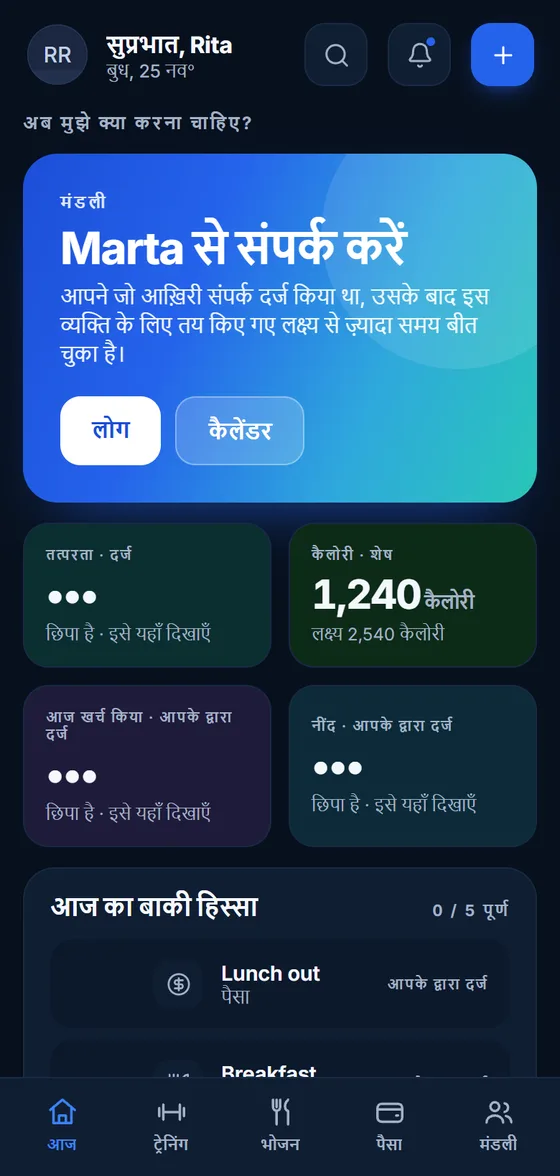 RR
सुप्रभात, Rita
बुध, 25 नव॰
अब मुझे क्या करना चाहिए?
मंडली
Marta से संपर्क करें
आपने जो आख़िरी संपर्क दर्ज किया था, उसके बाद इस
व्यक्ति के लिए तय किए गए लक्ष्य से ज़्यादा समय बीत
चुका है।
लोग
कैलेंडर
तत्परता · दर्ज
●●●
छिपा है · इसे यहाँ दिखाएँ
कैलोरी · शेष
1,240 कैलोरी
लक्ष्य 2,540 कैलोरी
आज खर्च किया · आपके द्वारा
दर्ज
●●●
छिपा है · इसे यहाँ दिखाएँ
नींद · आपके द्वारा दर्ज
●●●
छिपा है · इसे यहाँ दिखाएँ
आज का बाकी हिस्सा
0 / 5 पूर्ण
Lunch out
पैसा
आपके द्वारा दर्ज
Breakfast
आज
ट्रेनिंग
भोजन
पैसा
मंडली